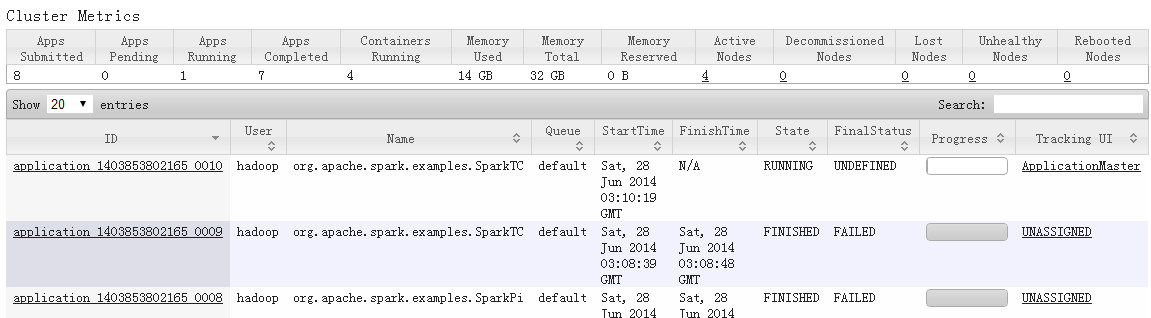 Cluster Metrics
Apps Submitted Apps Pending Apps Running Apps Completed Containers Running Memory Used Memory Total Memory Reserved Active Nodes Decommissioned Nodes Lost Nodes Unhealthy Nodes Rebooted Nodes
8 0 1 7 4 14 GB 32 GB 0 B 4 0 0 0 0
Show 20 entries Search:
ID User Name Queue StartTime FinishTime State FinalStatus Progress Tracking UI
application_1403853802165_0010 hadoop org.apache.spark.examples.SparkTC default Sat, 28 N/A RUNNING UNDEFINED ApplicationMaster
Jun 2014
03:10:19
GMT
application_1403853802165_0009 hadoop org.apache.spark.examples.SparkTC default Sat, 28 Sat, 28 FINISHED FAILED UNASSIGNED
Jun 2014 Jun 2014
03:08:39 03:08:48
GMT GMT
application_1403853802165_0008 hadoop org.apache.spark.examples.SparkPi default Sat, 28 Sat, 28 FINISHED FAILED UNASSIGNED
Jun 2014 Jun 2014